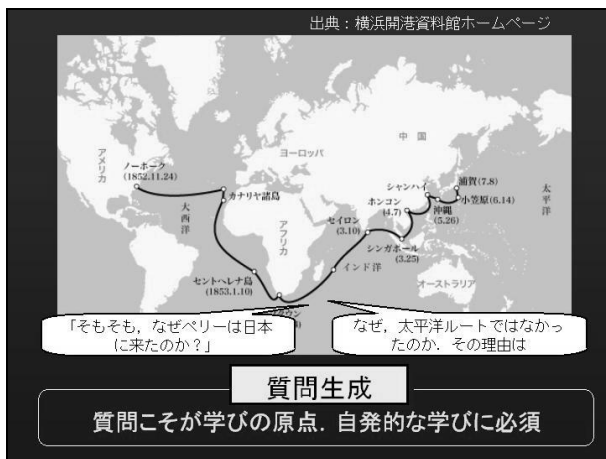 出典：横浜開港資料館ホームページ
アメリカ
ノーホーク
(1852.11.24)
大西洋
カナリヤ諸島
ヨーロッパ
アフリカ
中国
シャンハイ
ホンコン
(4.7)
セイロン
(3.10)
シンガポール
(3.25)
浦賀(7.8)
小笠原(6.14)
沖縄
(5.26)
太平洋
セントヘレナ島
(1853.1.10)
インド洋
オーストラリア
「そもそも，なぜペリーは日本
に来たのか？」
なぜ，太平洋ルートではなかっ
たのか．その理由は
質問生成
質問こそが学びの原点．自発的な学びに必須